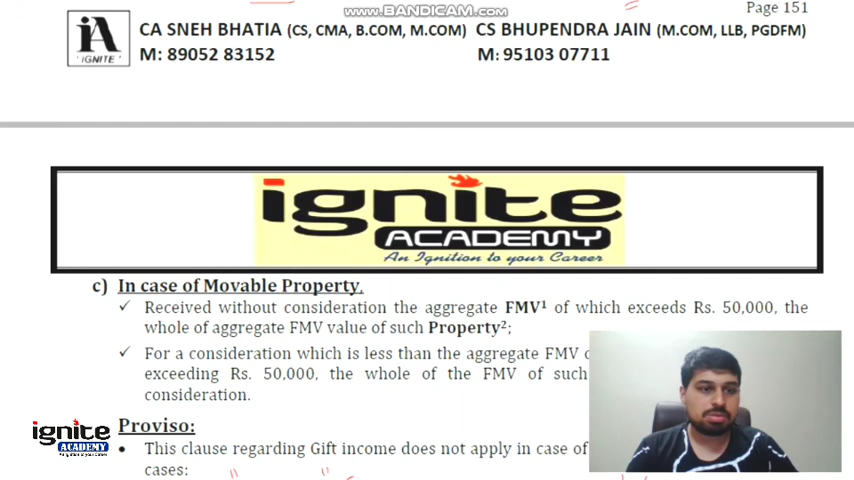 WWW.BANDICAM.COM
Page 151
iA
IGNITE
CA SNEH BHATIA (CS, CMA, B.COM, M.COM) CS BHUPENDRA JAIN (M.COM, LLB, PGDFM)
M: 89052 83152 M: 95103 07711
ignite
ACADEMY
An Ignition to your Career
c) In case of Movable Property,
✓ Received without consideration the aggregate FMV¹ of which exceeds Rs. 50,000, the
whole of aggregate FMV value of such Property²;
✓ For a consideration which is less than the aggregate FMV
exceeding Rs. 50,000, the whole of the FMV of such
consideration.
ignite
ACADEMY
Proviso:
• This clause regarding Gift income does not apply in case of
cases: